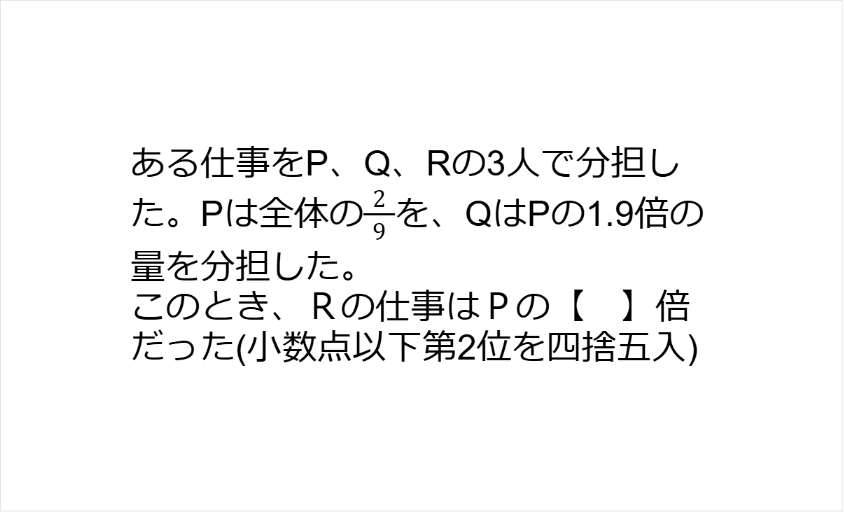 ある仕事をP、Q、Rの3人で分担し
た。Pは全体の2/9を、QはPの1.9倍の
量を分担した。
このとき、Ｒの仕事はＰの【　】倍
だった(小数点以下第2位を四捨五入)